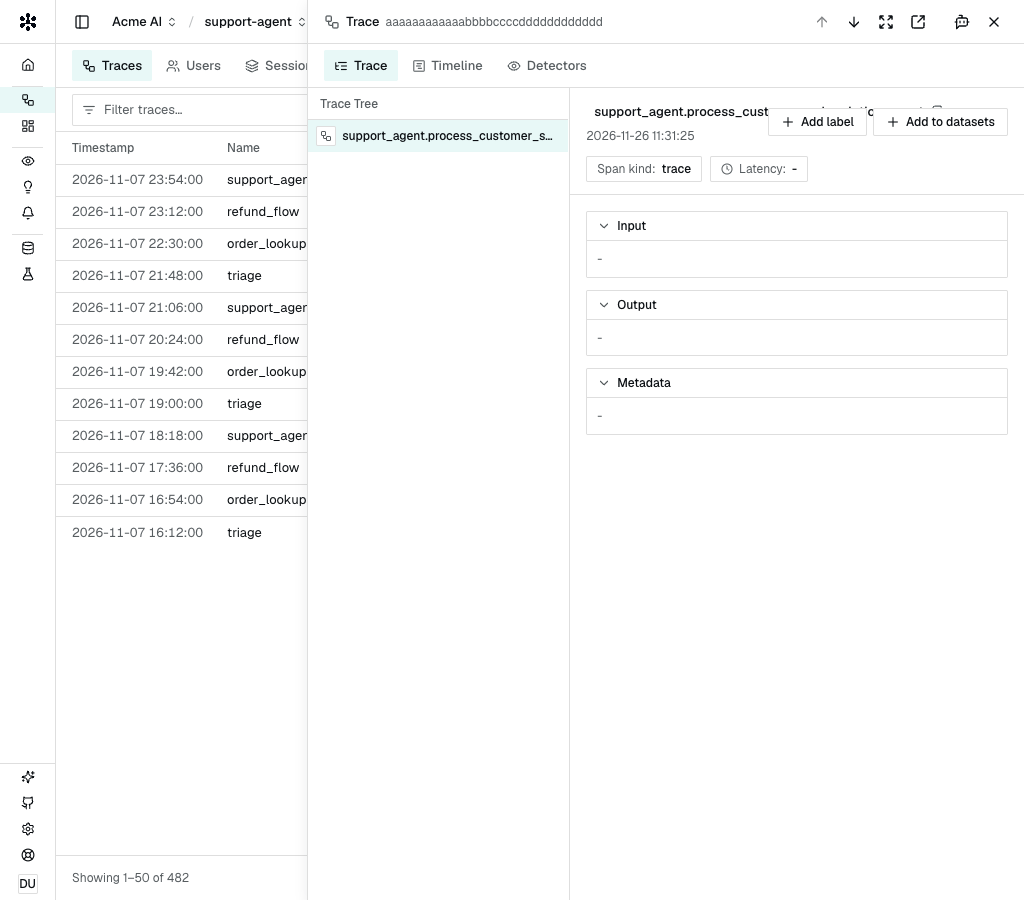 Acme AI / support-agent
Trace aaaaaaaaaaaabbbbccccdddddddddddd
Traces Users
Trace Timeline Detectors
Filter traces...
Timestamp Name
2026-11-07 23:54:00
2026-11-07 23:12:00 refund_flow
2026-11-07 22:30:00 order_lookup
2026-11-07 21:48:00 triage
2026-11-07 21:06:00
2026-11-07 20:24:00 refund_flow
2026-11-07 19:42:00 order_lookup
2026-11-07 19:00:00 triage
2026-11-07 18:18:00
2026-11-07 17:36:00 refund_flow
2026-11-07 16:54:00 order_lookup
2026-11-07 16:12:00 triage
Showing 1–50 of 482
DU
Trace Tree
support_agent.process_customer_s...
support_agent.process_cust
Add label Add to datasets
2026-11-26 11:31:25
Span kind: trace Latency: -
Input
-
Output
-
Metadata
-